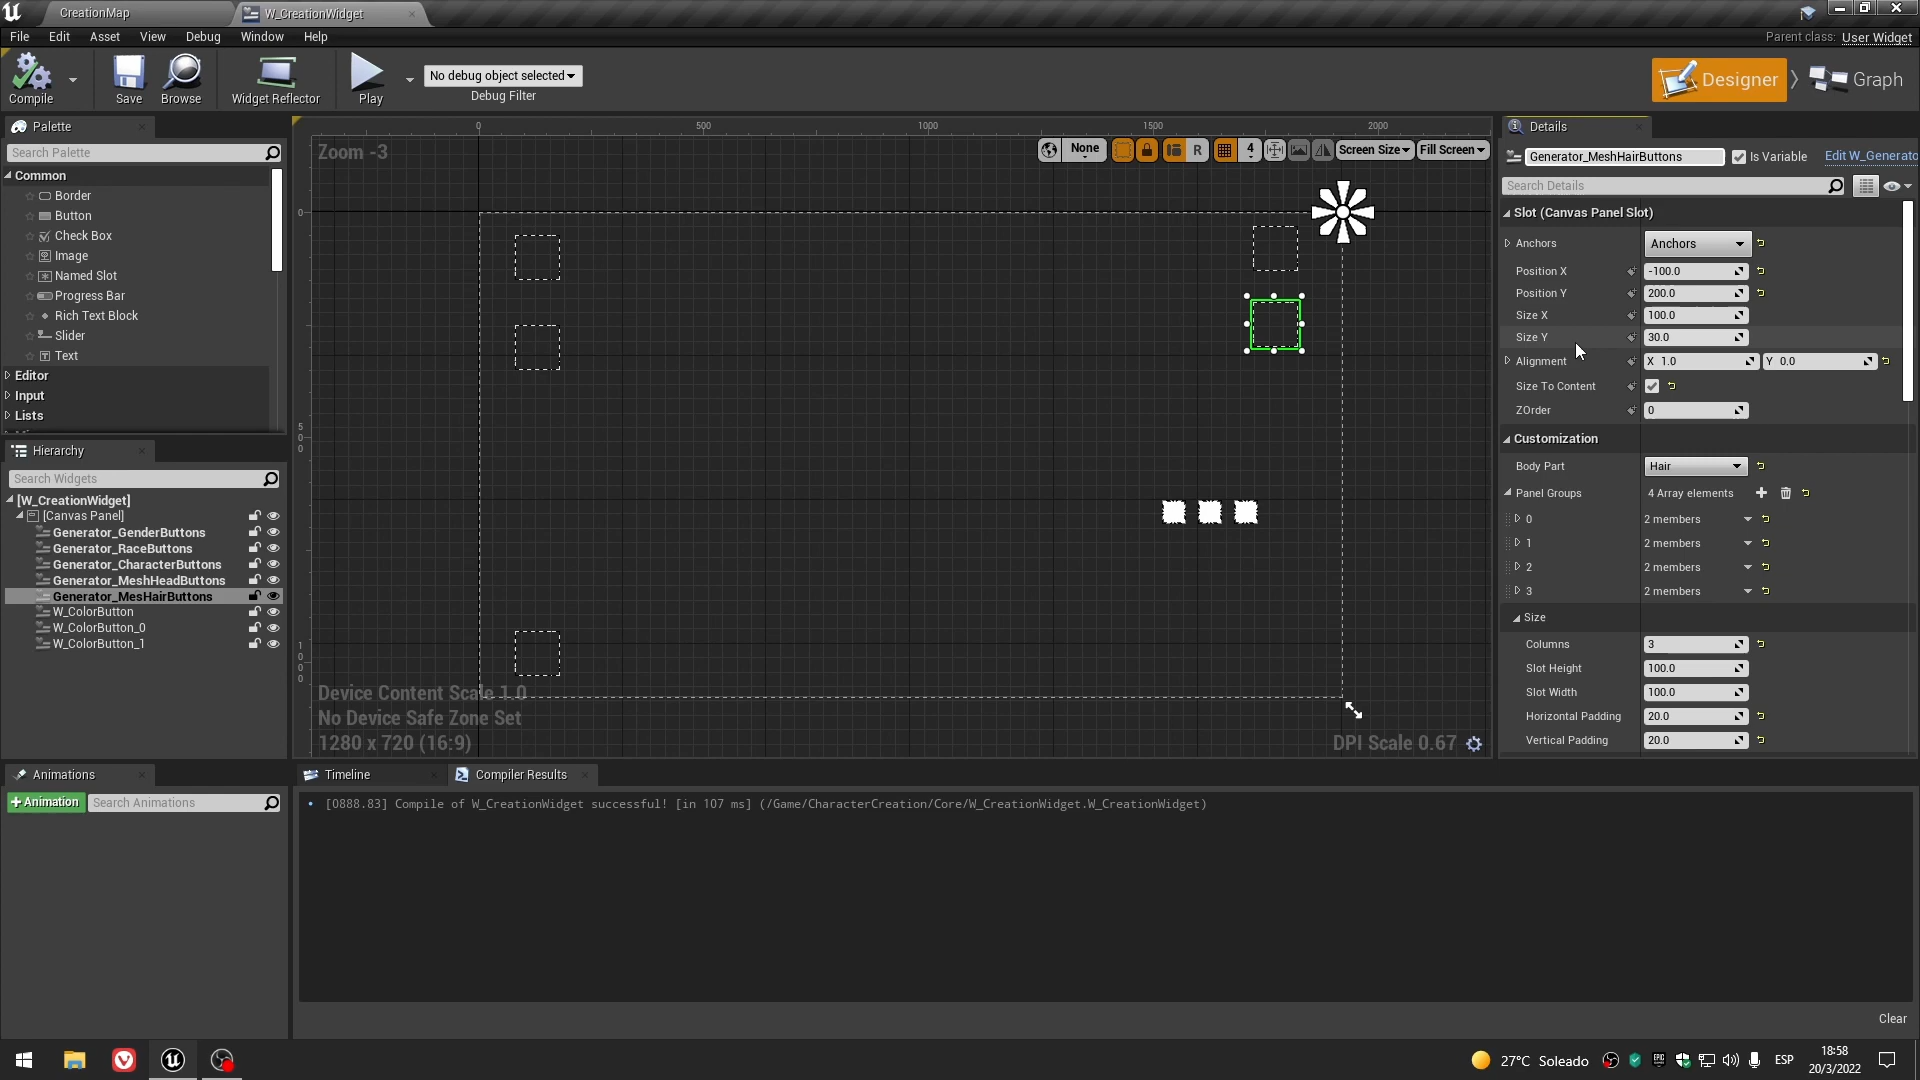 CreationMap
W_CreationWidget
File Edit Asset View Debug Window Help
Parent class: User Widget
Compile
Save
Browse
Widget Reflector
Play
No debug object selected
Debug Filter
Designer
Graph
Palette
Search Palette
Common
Border
Button
Check Box
Image
Named Slot
Progress Bar
Rich Text Block
Slider
Text
Editor
Input
Lists
Hierarchy
Search Widgets
[W_CreationWidget]
[Canvas Panel]
Generator_GenderButtons
Generator_RaceButtons
Generator_CharacterButtons
Generator_MeshHeadButtons
Generator_MesHairButtons
W_ColorButton
W_ColorButton_0
W_ColorButton_1
0 500 1000 1500 2000
Zoom -3
None
R
4
Screen Size
Fill Screen
0
500
1000
Device Content Scale 1.0
No Device Safe Zone Set
1280 x 720 (16:9)
DPI Scale 0.67
Details
Generator_MeshHairButtons
Is Variable
Edit W_Generato
Search Details
Slot (Canvas Panel Slot)
Anchors Anchors
Position X -100.0
Position Y 200.0
Size X 100.0
Size Y 30.0
Alignment X 1.0 Y 0.0
Size To Content
ZOrder 0
Customization
Body Part Hair
Panel Groups 4 Array elements
0 2 members
1 2 members
2 2 members
3 2 members
Size
Columns 3
Slot Height 100.0
Slot Width 100.0
Horizontal Padding 20.0
Vertical Padding 20.0
Animations
+Animation
Search Animations
Timeline
Compiler Results
[0888.83] Compile of W_CreationWidget successful! [in 107 ms] (/Game/CharacterCreation/Core/W_CreationWidget.W_CreationWidget)
Clear
27°C Soleado
ESP
18:58
20/3/2022